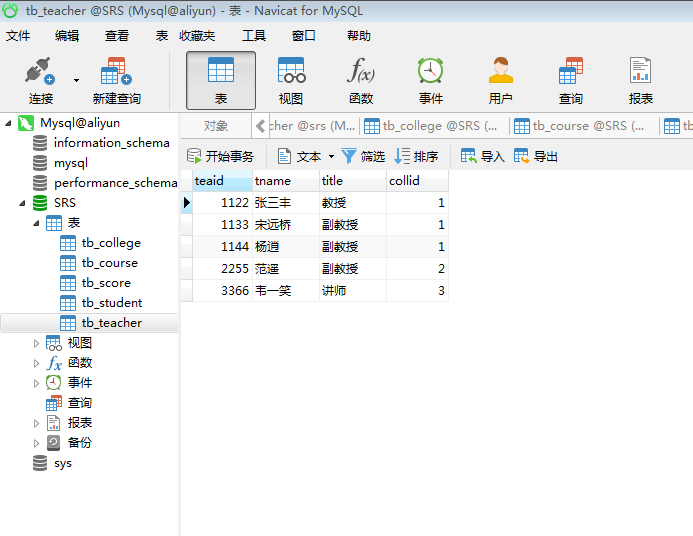 tb_teacher @SRS (Mysql@aliyun) - 表 - Navicat for MySQL
文件 编辑 查看 表 收藏夹 工具 窗口 帮助
连接 新建查询 表 视图 函数 事件 用户 查询 报表
Mysql@aliyun
information_schema
mysql
performance_schema
SRS
表
tb_college
tb_course
tb_score
tb_student
tb_teacher
视图
函数
事件
查询
报表
备份
sys
对象 cher @srs (M... tb_college @SRS (... tb_course @SRS (... tb
开始事务 文本 筛选 排序 导入 导出
teaid tname title collid
1122 张三丰 教授 1
1133 宋远桥 副教授 1
1144 杨逍 副教授 1
2255 范遥 副教授 2
3366 韦一笑 讲师 3